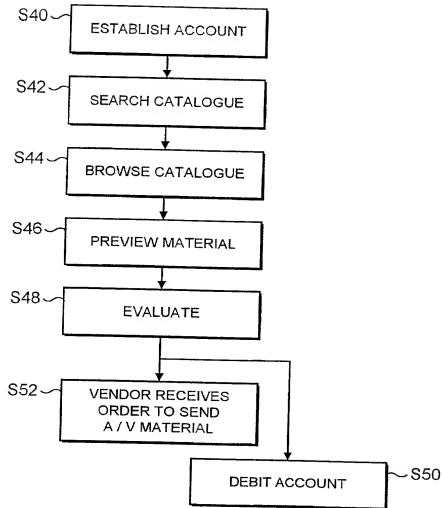 S40
ESTABLISH ACCOUNT
S42
SEARCH CATALOGUE
S44
BROWSE CATALOGUE
S46
PREVIEW MATERIAL
S48
EVALUATE
S52
VENDOR RECEIVES
ORDER TO SEND
A / V MATERIAL
DEBIT ACCOUNT
S50